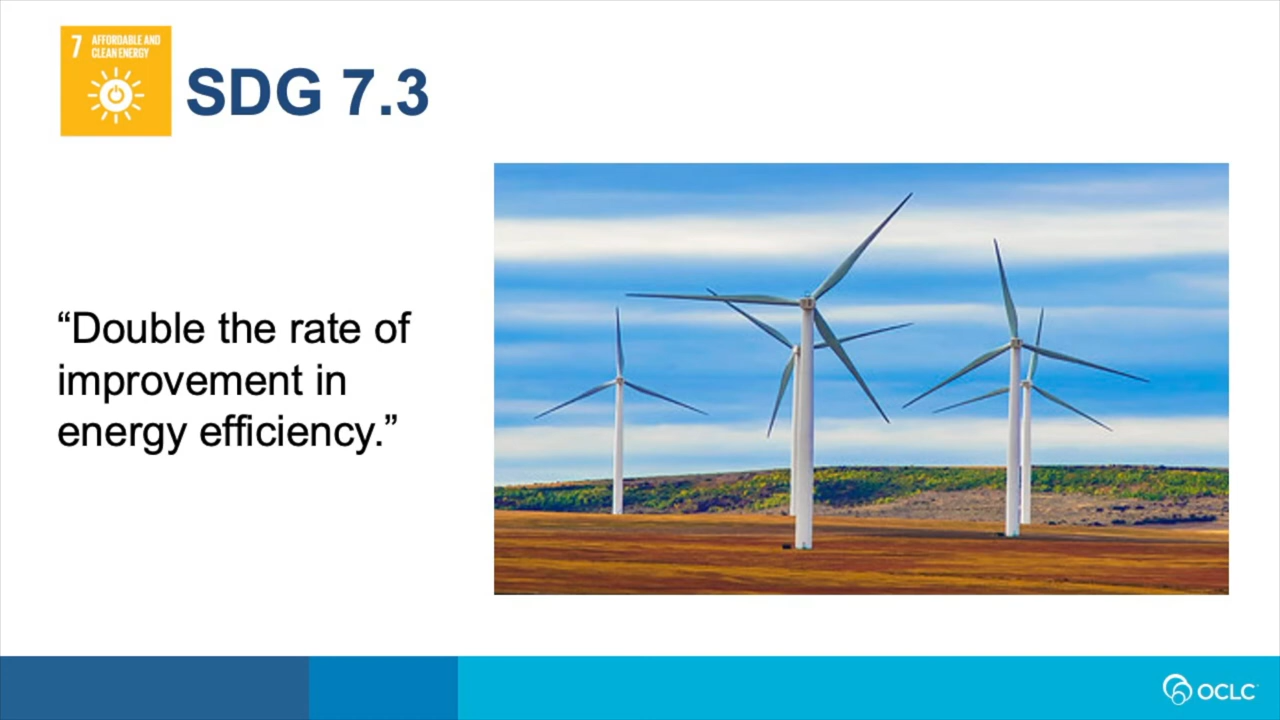 7 AFFORDABLE AND
CLEAN ENERGY
SDG 7.3
“Double the rate of
improvement in
energy efficiency.”
OCLC